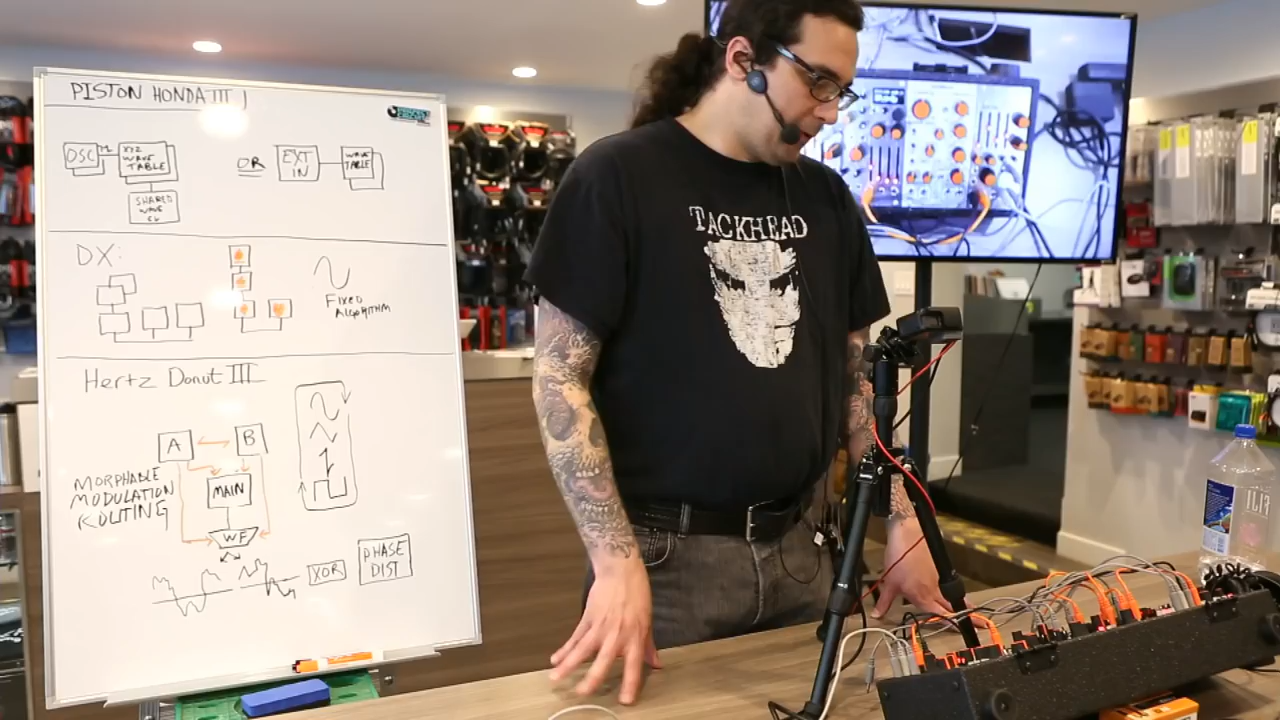 PISTON HONDA III
OSC
XYZ
WAVE
TABLE
OR
EXT
IN
WAVE
TABLE
SHARED
WAVE
DX:
FIXED
ALGORITHM
Hertz Donut III
A
B
MORPHABLE
MODULATION
ROUTING
MAIN
WF
XOR
PHASE
DIST
TACKHEAD
FIJI